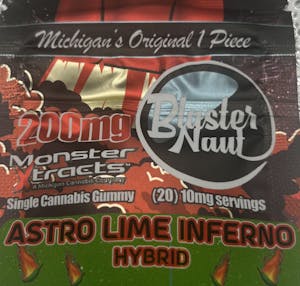 Michigan's Original 1 Piece
200mg
Blaster
Naut
Monster
Xtracts
A Michigan Cannabis Company
Single Cannabis Gummy
(20) 10mg servings
ASTRO LIME INFERNO
HYBRID